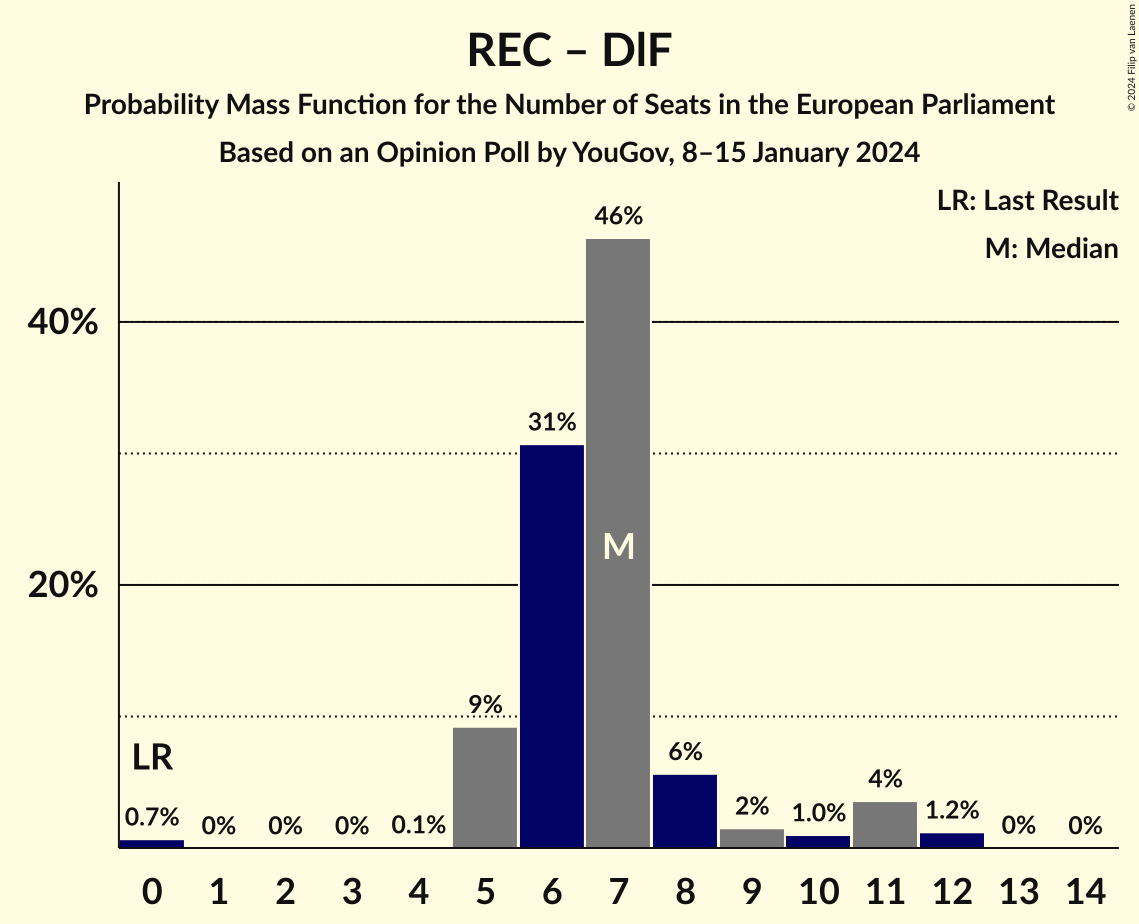 REC – DIF
Probability Mass Function for the Number of Seats in the European Parliament
Based on an Opinion Poll by YouGov, 8–15 January 2024
© 2024 Filip van Laenen
LR: Last Result
M: Median
46%
40%
31%
M
20%
9%
LR
6%
4%
0.7% 0% 0% 0% 0.1% 2% 1.0% 1.2% 0% 0%
0 1 2 3 4 5 6 7 8 9 10 11 12 13 14